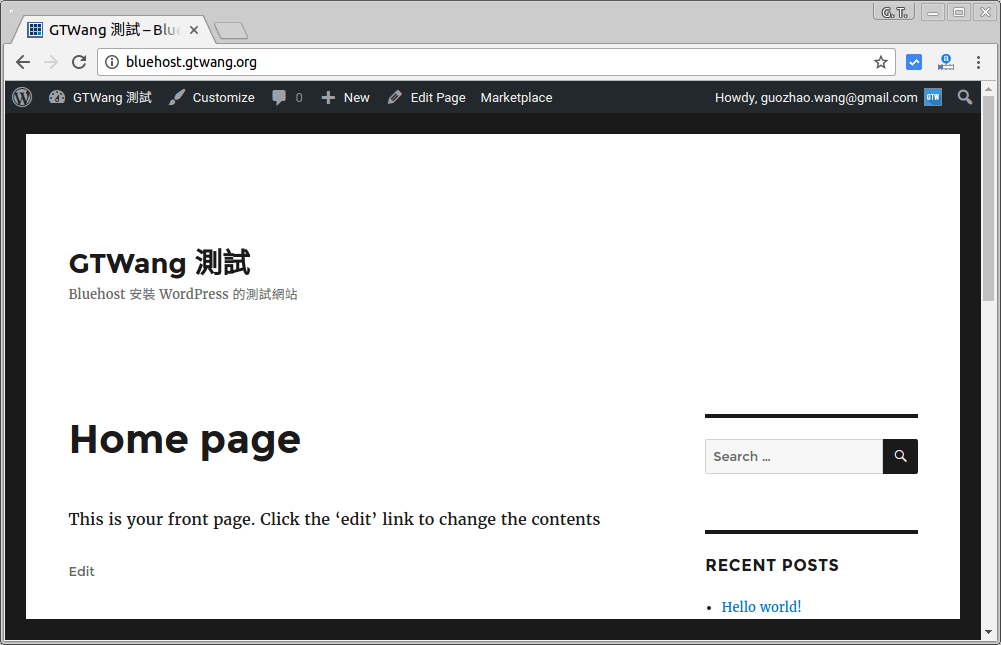 G. T.
GTWang 測試 – Blue
bluehost.gtwang.org
GTWang 測試 Customize 0 New Edit Page Marketplace Howdy, guozhao.wang@gmail.com GTW
GTWang 測試
Bluehost 安裝 WordPress 的測試網站
Home page
Search …
This is your front page. Click the ‘edit’ link to change the contents
Edit
RECENT POSTS
Hello world!